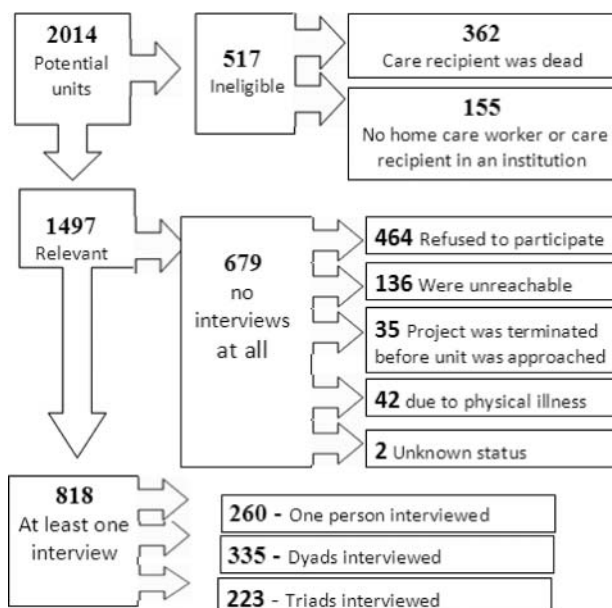 2014
Potential
units
517
Ineligible
362
Care recipient was dead
155
No home care worker or care
recipient in an institution
1497
Relevant
679
no
interviews
at all
464 Refused to participate
136 Were unreachable
35 Project was terminated
before unit was approached
42 due to physical illness
2 Unknown status
818
At least one
interview
260 - One person interviewed
335 - Dyads interviewed
223 - Triads interviewed